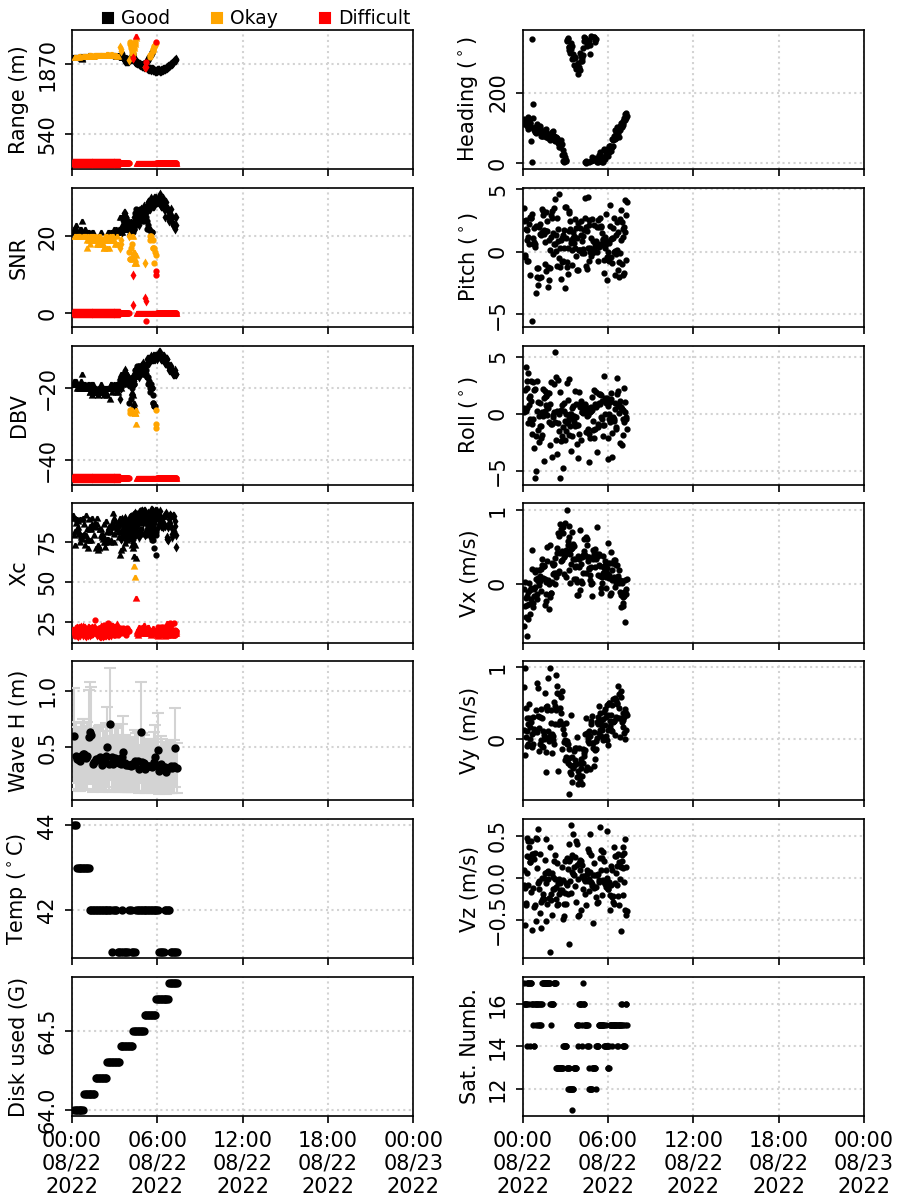 Good Okay Difficult
Range (m)
1870
540
Heading (°)
200
0
SNR
20
0
Pitch (°)
5
0
−5
DBV
−20
−40
Roll (°)
5
0
−5
Xc
75
50
25
Vx (m/s)
1
0
Wave H (m)
1.0
0.5
Vy (m/s)
1
0
Temp (°C)
44
42
Vz (m/s)
0.5
0.0
−0.5
Disk used (G)
64.5
64.0
Sat. Numb.
16
14
12
00:00 06:00 12:00 18:00 00:00
08/22 08/22 08/22 08/22 08/23
2022 2022 2022 2022 2022
00:00 06:00 12:00 18:00 00:00
08/22 08/22 08/22 08/22 08/23
2022 2022 2022 2022 2022